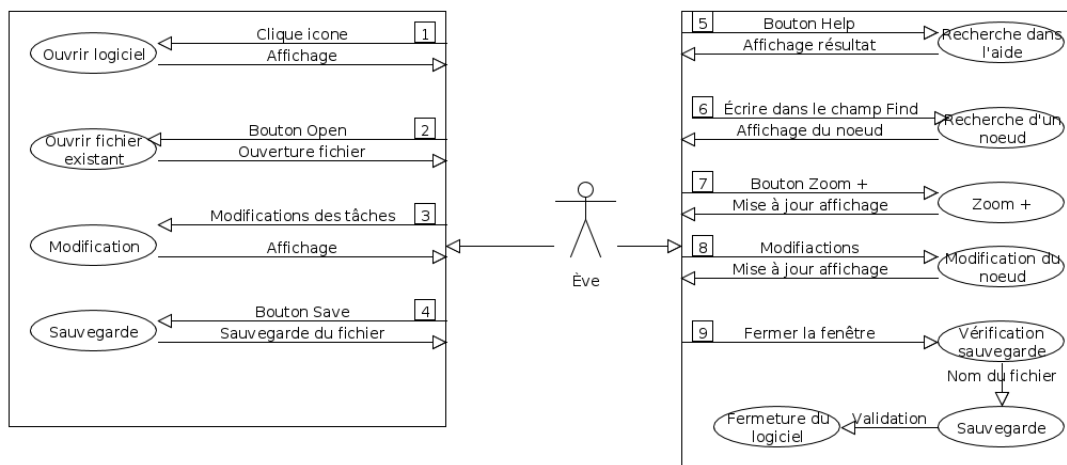 Clique icone
1
Ouvrir logiciel
Affichage
Bouton Open
2
Ouvrir fichier
existant
Ouverture fichier
Modifications des tâches
3
Modification
Affichage
Bouton Save
4
Sauvegarde
Sauvegarde du fichier
Ève
5
Bouton Help
Recherche dans
l'aide
Affichage résultat
6
Écrire dans le champ Find
Recherche d'un
noeud
Affichage du noeud
7
Bouton Zoom +
Zoom +
Mise à jour affichage
8
Modifiactions
Modification du
noeud
Mise à jour affichage
9
Fermer la fenêtre
Vérification
sauvegarde
Nom du fichier
Sauvegarde
Validation
Fermeture du
logiciel